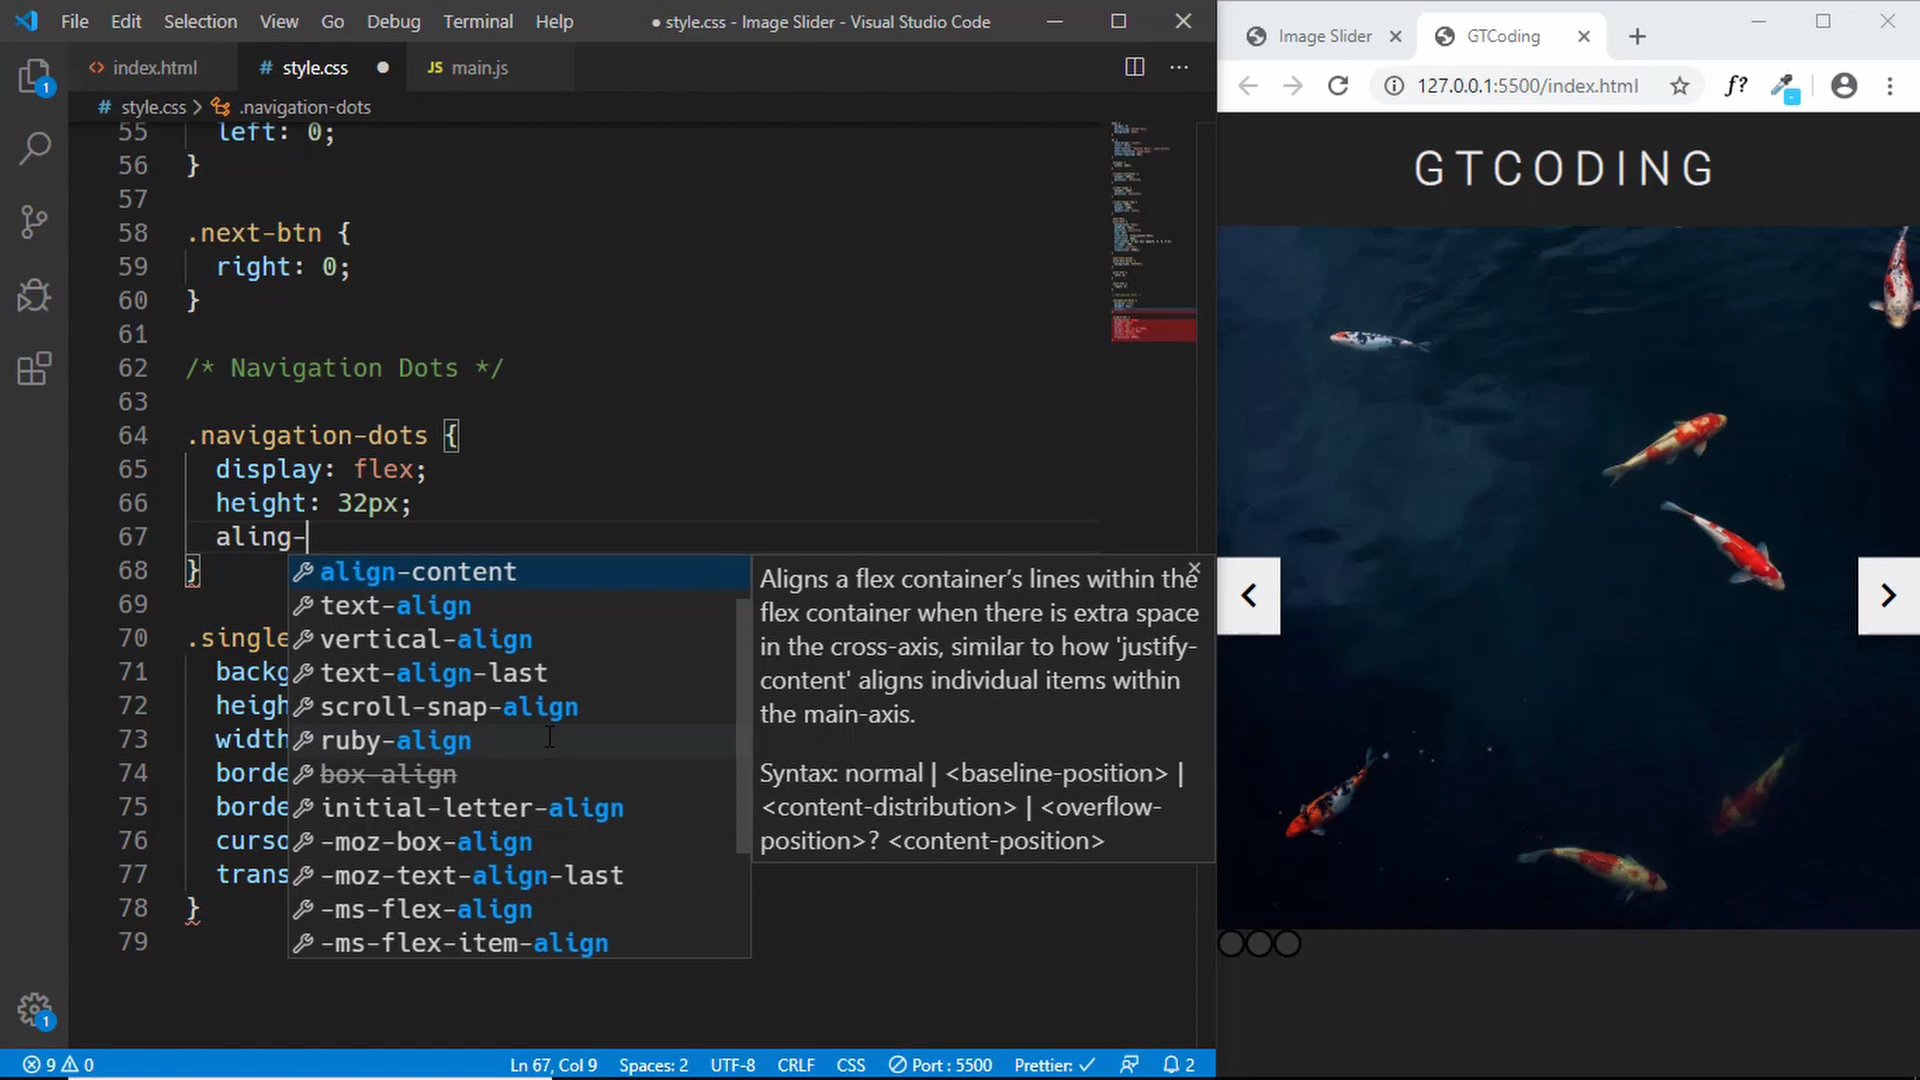 File Edit Selection View Go Debug Terminal Help
● style.css - Image Slider - Visual Studio Code
index.html
# style.css ●
JS main.js
# style.css > .navigation-dots
55 left: 0;
56 }
57
58 .next-btn {
59 right: 0;
60 }
61
62 /* Navigation Dots */
63
64 .navigation-dots {
65 display: flex;
66 height: 32px;
67 aling-
68 }
69
70 .single
71 backg
72 heigh
73 width
74 borde
75 borde
76 curso
77 trans
78 }
79
align-content
text-align
vertical-align
text-align-last
scroll-snap-align
ruby-align
box-align
initial-letter-align
-moz-box-align
-moz-text-align-last
-ms-flex-align
-ms-flex-item-align
Aligns a flex container's lines within the
flex container when there is extra space
in the cross-axis, similar to how 'justify-
content' aligns individual items within
the main-axis.
Syntax: normal | <baseline-position> |
<content-distribution> | <overflow-
position>? <content-position>
1
1
9 0
Ln 67, Col 9 Spaces: 2 UTF-8 CRLF CSS Port : 5500 Prettier: ✓ 2
Image Slider
GTCoding
127.0.0.1:5500/index.html
f?
GTCODING